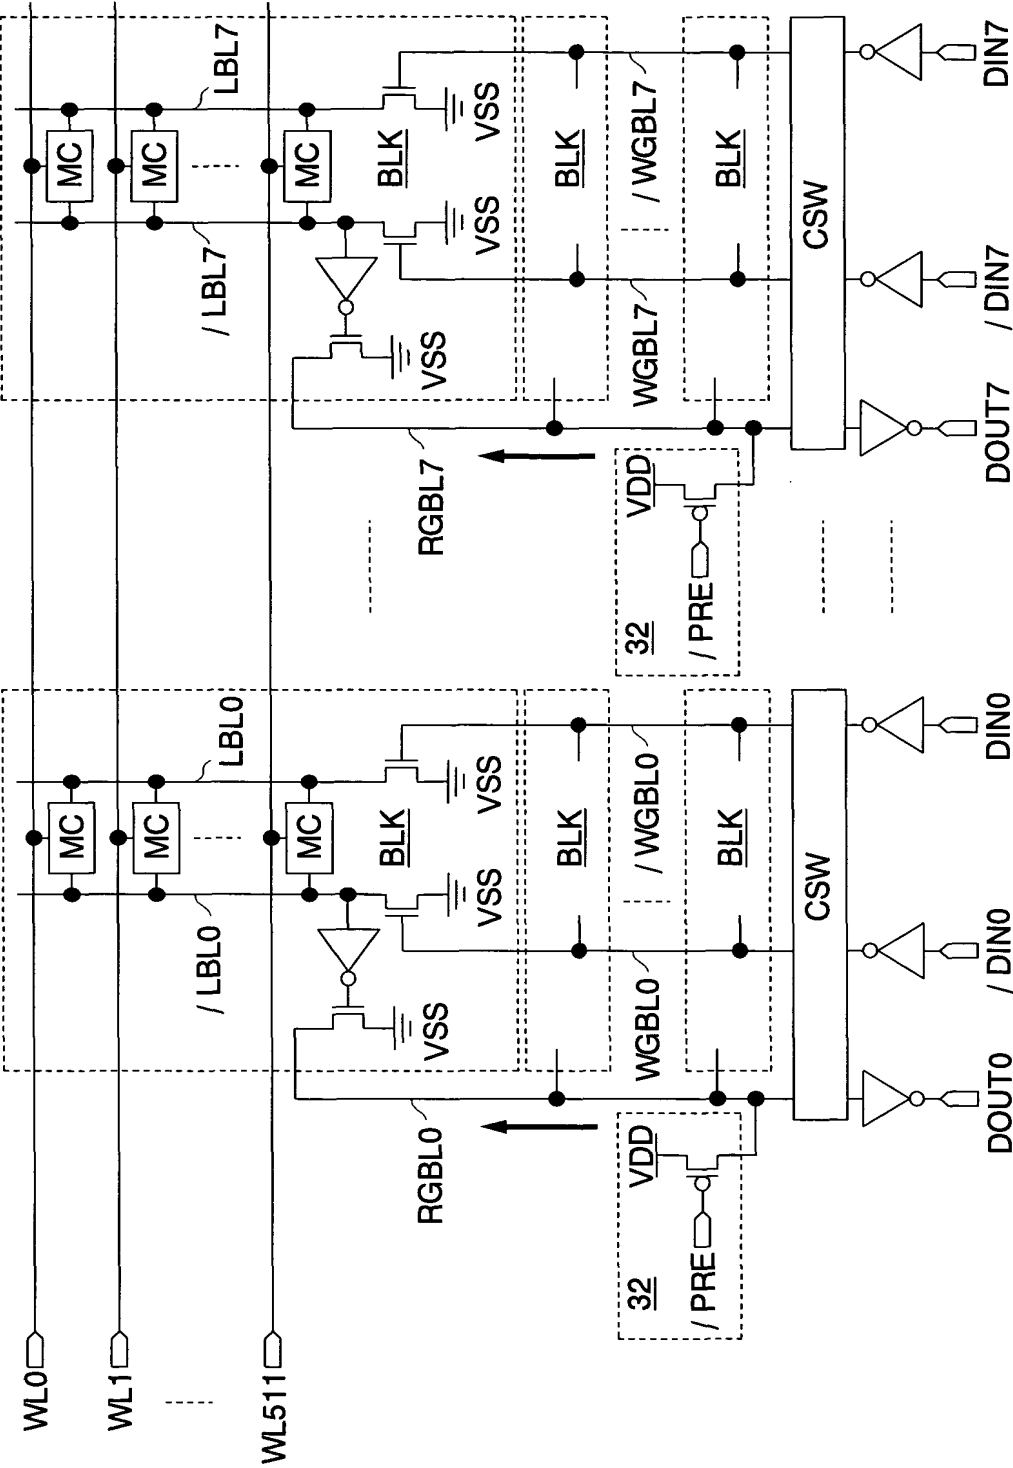 WL0
WL1
WL511
MC
MC
MC
LBL0
/ LBL0
BLK
VSS
VSS
VSS
RGBL0
BLK
/ WGBL0
WGBL0
BLK
VDD
32
/ PRE
CSW
DIN0
/ DIN0
DOUT0
MC
MC
MC
LBL7
/ LBL7
BLK
VSS
VSS
VSS
RGBL7
BLK
/ WGBL7
WGBL7
BLK
VDD
32
/ PRE
CSW
DIN7
/ DIN7
DOUT7